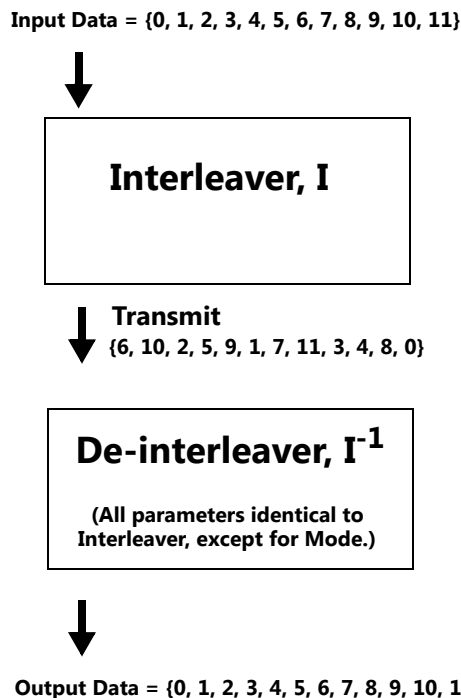 Input Data = {0, 1, 2, 3, 4, 5, 6, 7, 8, 9, 10, 11}
Interleaver, I
Transmit
{6, 10, 2, 5, 9, 1, 7, 11, 3, 4, 8, 0}
De-interleaver, I-1
(All parameters identical to
Interleaver, except for Mode.)
Output Data = {0, 1, 2, 3, 4, 5, 6, 7, 8, 9, 10, 1